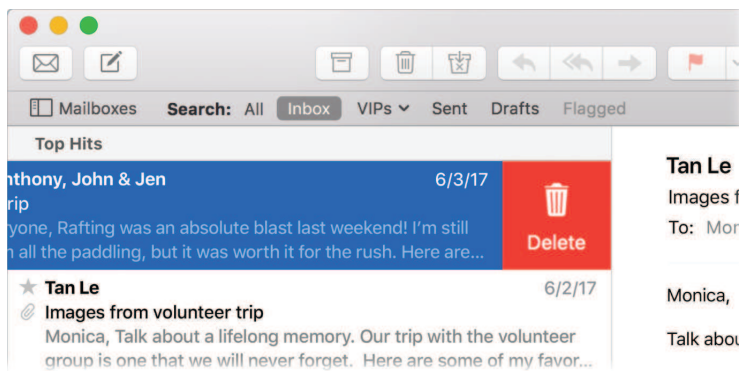 Mailboxes Search: All Inbox VIPs Sent Drafts Flagged
Top Hits
nthony, John & Jen 6/3/17
rip
ryone, Rafting was an absolute blast last weekend! I'm still
n all the paddling, but it was worth it for the rush. Here are...
Delete
Tan Le 6/2/17
Images from volunteer trip
Monica, Talk about a lifelong memory. Our trip with the volunteer
group is one that we will never forget. Here are some of my favor...
Tan Le
Images f
To: Mon
Monica,
Talk abou